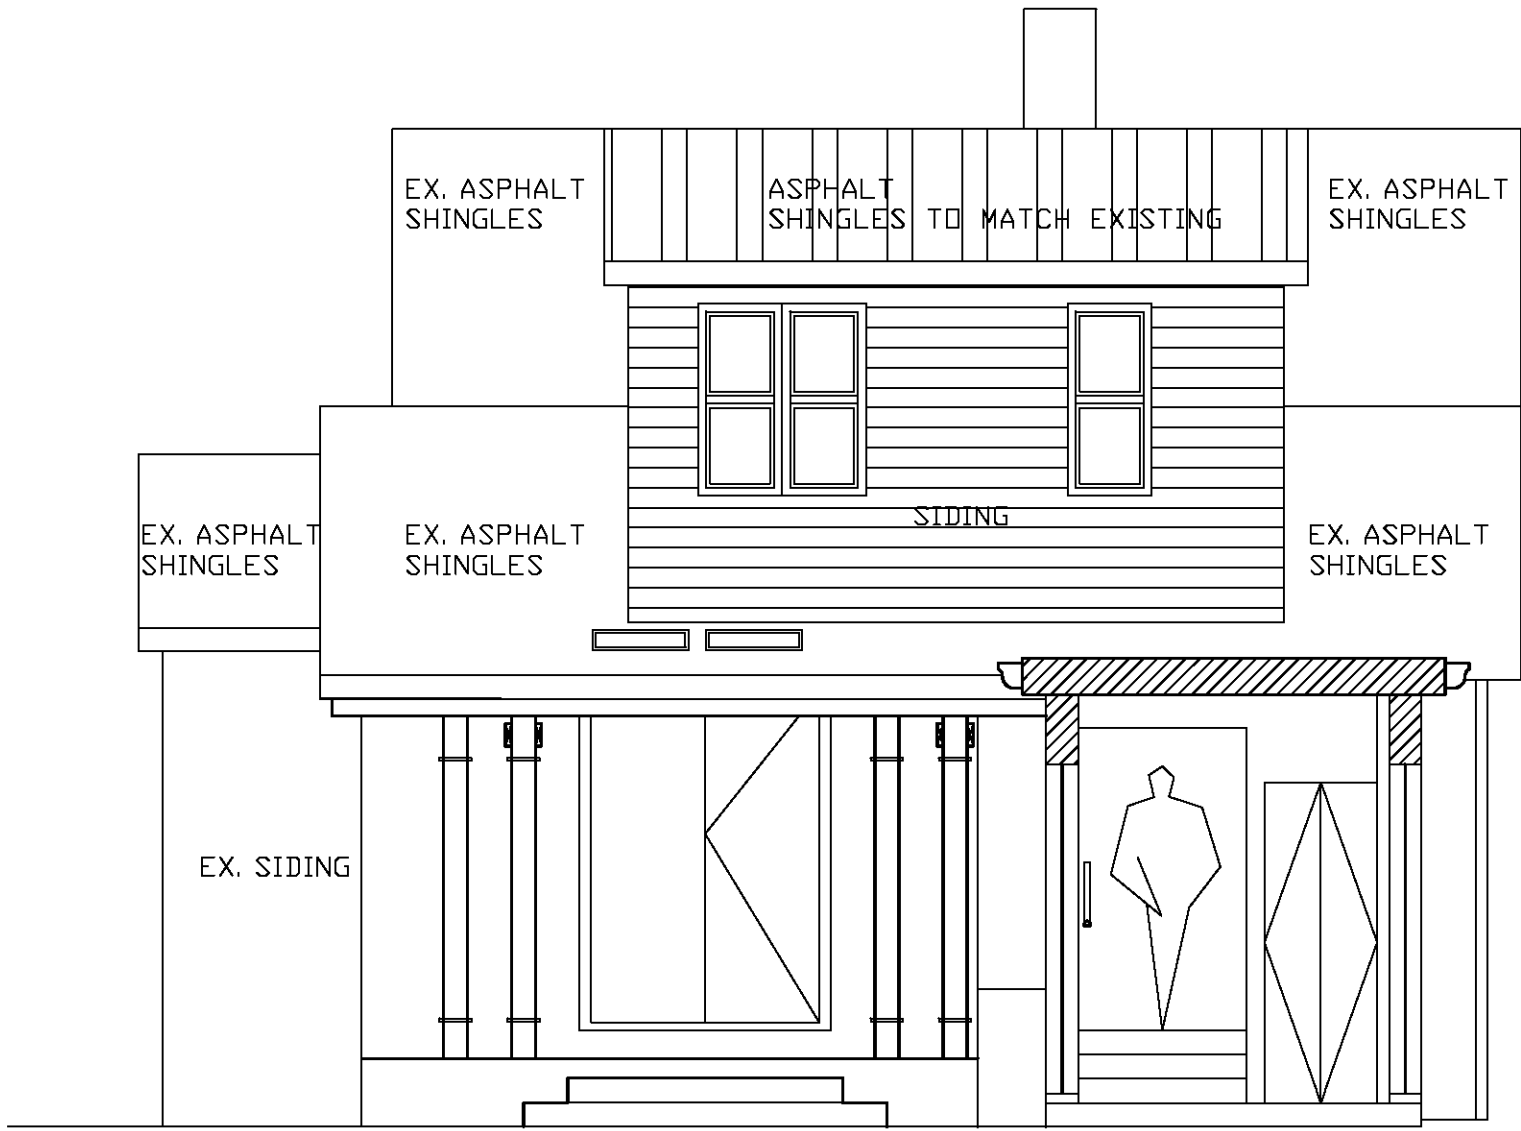 EX. ASPHALT
SHINGLES
ASPHALT
SHINGLES TO MATCH EXISTING
EX. ASPHALT
SHINGLES
SIDING
EX. ASPHALT
SHINGLES
EX. ASPHALT
SHINGLES
EX. ASPHALT
SHINGLES
EX. SIDING